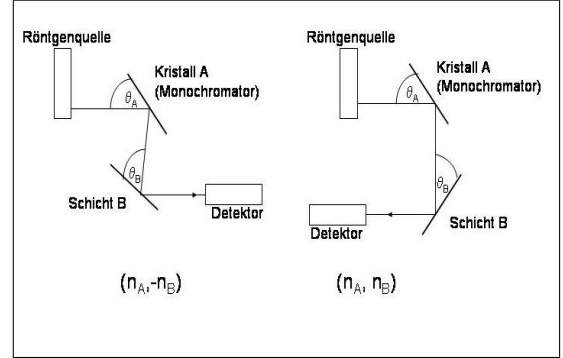 Röntgenquelle
Kristall A
(Monochromator)
θA
θB
Schicht B
Detektor
(nA,-nB)
Röntgenquelle
Kristall A
(Monochromator)
θA
θB
Schicht B
Detektor
(nA, nB)